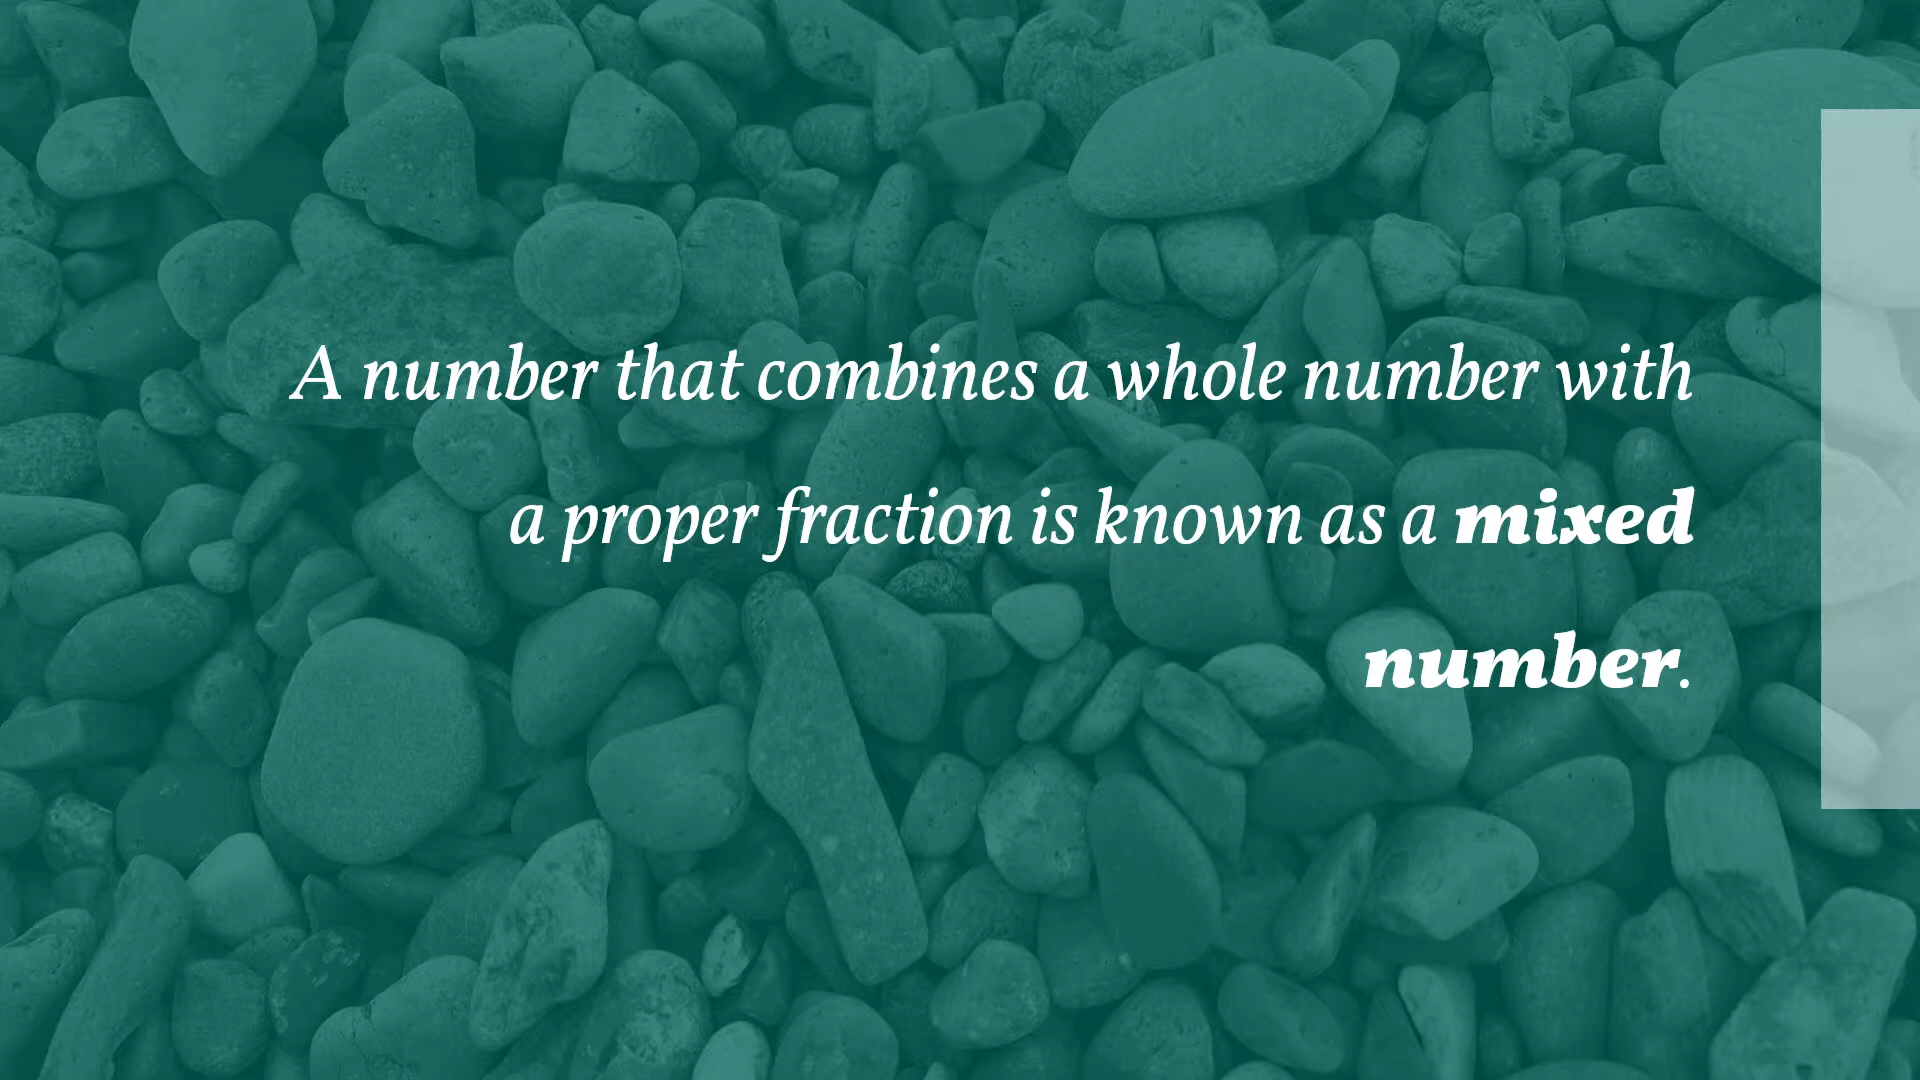 A number that combines a whole number with
a proper fraction is known as a mixed
number.